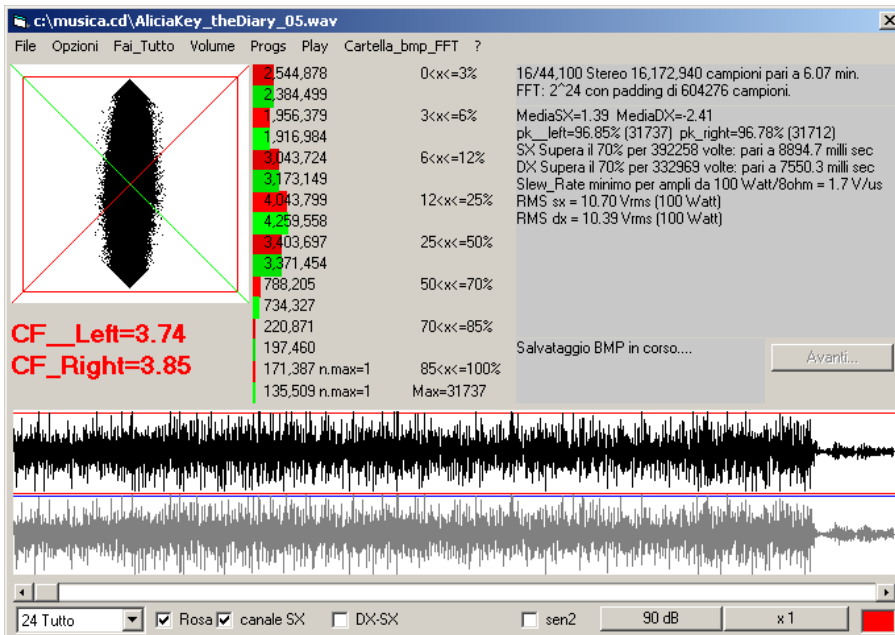 c:\musica.cd\AliciaKey_theDiary_05.wav
File Opzioni Fai_Tutto Volume Progs Play Cartella_bmp_FFT ?
2,544,878 0<x<=3%
2,384,499
1,956,379 3<x<=6%
1,916,984
3,043,724 6<x<=12%
3,173,149
4,043,799 12<x<=25%
4,259,558
3,403,697 25<x<=50%
3,371,454
788,205 50<x<=70%
734,327
220,871 70<x<=85%
197,460
171,387 n.max=1 85<x<=100%
135,509 n.max=1 Max=31737
CF__Left=3.74
CF_Right=3.85
16/44,100 Stereo 16,172,940 campioni pari a 6.07 min.
FFT: 2^24 con padding di 604276 campioni.
MediaSX=1.39 MediaDX=-2.41
pk__left=96.85% (31737) pk_right=96.78% (31712)
SX Supera il 70% per 392258 volte: pari a 8894.7 milli sec
DX Supera il 70% per 332969 volte: pari a 7550.3 milli sec
Slew_Rate minimo per ampli da 100 Watt/8ohm = 1.7 V/us
RMS sx = 10.70 Vrms (100 Watt)
RMS dx = 10.39 Vrms (100 Watt)
Salvataggio BMP in corso....
Avanti...
24 Tutto Rosa canale SX DX-SX sen2 90 dB x 1